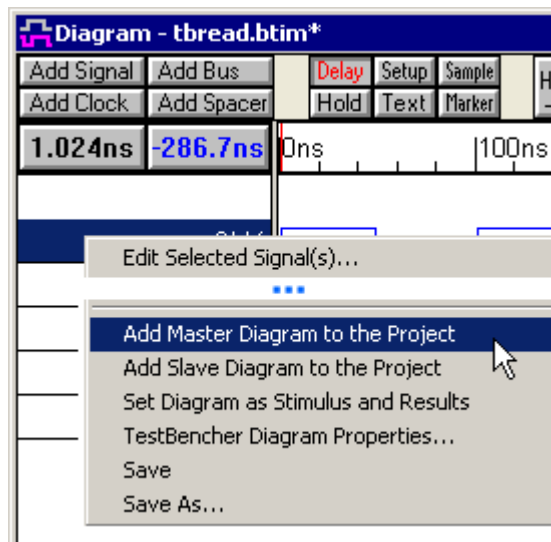 Diagram - tbread.btim*
Add Signal Add Bus Delay Setup Sample H
Add Clock Add Spacer Hold Text Marker
1.024ns -286.7ns 0ns 100ns
Edit Selected Signal(s)...
...
Add Master Diagram to the Project
Add Slave Diagram to the Project
Set Diagram as Stimulus and Results
TestBencher Diagram Properties...
Save
Save As...